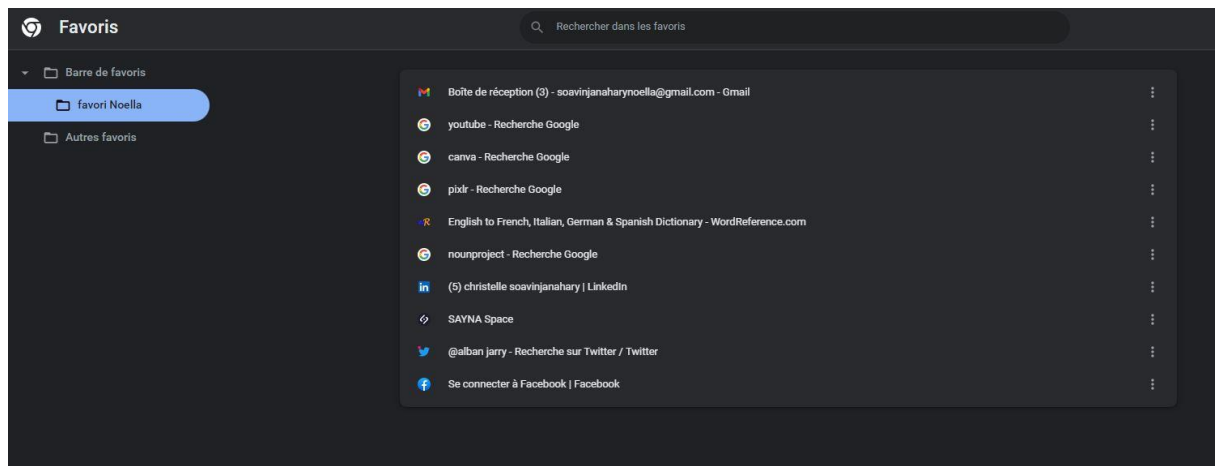 Favoris
Rechercher dans les favoris
Barre de favoris
favori Noella
Autres favoris
Boîte de réception (3) - soavinjanaharynoella@gmail.com - Gmail
youtube - Recherche Google
canva - Recherche Google
pixlr - Recherche Google
English to French, Italian, German & Spanish Dictionary - WordReference.com
nounproject - Recherche Google
(5) christelle soavinjanahary | LinkedIn
SAYNA Space
@alban jarry - Recherche sur Twitter / Twitter
Se connecter à Facebook | Facebook